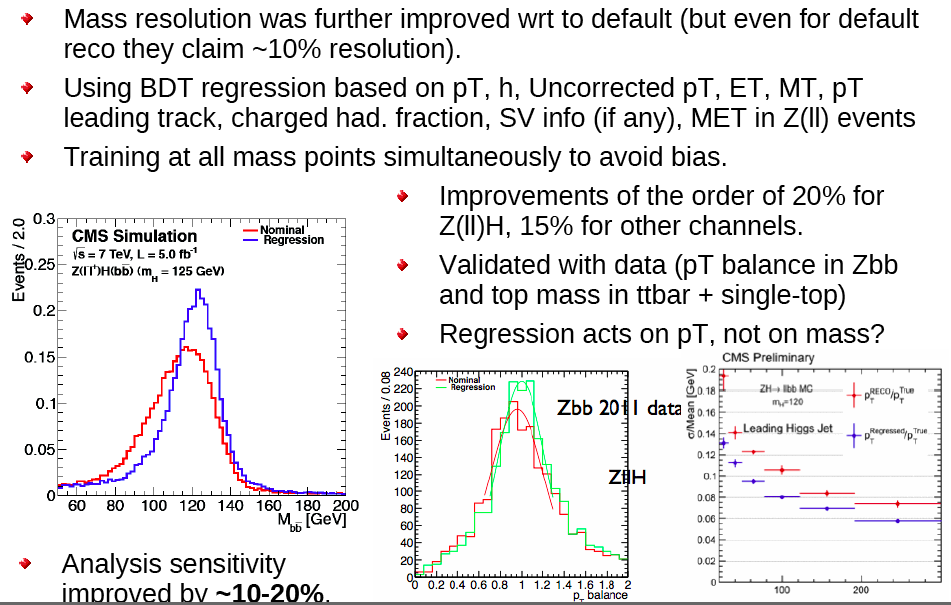 Mass resolution was further improved wrt to default (but even for default
reco they claim ~10% resolution).
Using BDT regression based on pT, h, Uncorrected pT, ET, MT, pT
leading track, charged had. fraction, SV info (if any), MET in Z(ll) events
Training at all mass points simultaneously to avoid bias.
Improvements of the order of 20% for
Z(ll)H, 15% for other channels.
Validated with data (pT balance in Zbb
and top mass in ttbar + single-top)
Regression acts on pT, not on mass?
Events / 2.0
0.3
0.25
0.2
0.15
0.1
0.05
0
CMS Simulation
√s = 7 TeV, L = 5.0 fb⁻¹
Z(l⁻l⁺)H(bb̄) (m_H = 125 GeV)
Nominal
Regression
60 80 100 120 140 160 180 200
M_bb̄ [GeV]
Events / 0.08
240
220
200
180
160
140
120
100
80
60
40
20
0
Nominal
Regression
Zbb 2011 data
0 0.2 0.4 0.6 0.8 1 1.2 1.4 1.6 1.8 2
p_T balance
CMS Preliminary
σ/Mean [GeV]
0.2
0.18
0.16
0.14
0.12
0.1
0.08
0.06
0.04
0.02
0
ZH→ llbb MC
m_H=120
Leading Higgs Jet
p_T^RECO/p_T^True
p_T^Regressed/p_T^True
100 200
Analysis sensitivity
improved by ~10-20%.